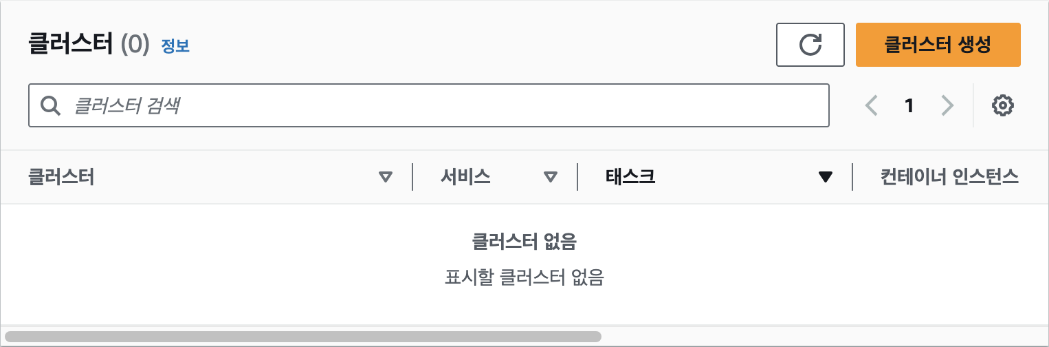 클러스터 (0) 정보
클러스터 생성
클러스터 검색
1
클러스터 서비스 태스크 컨테이너 인스턴스
클러스터 없음
표시할 클러스터 없음